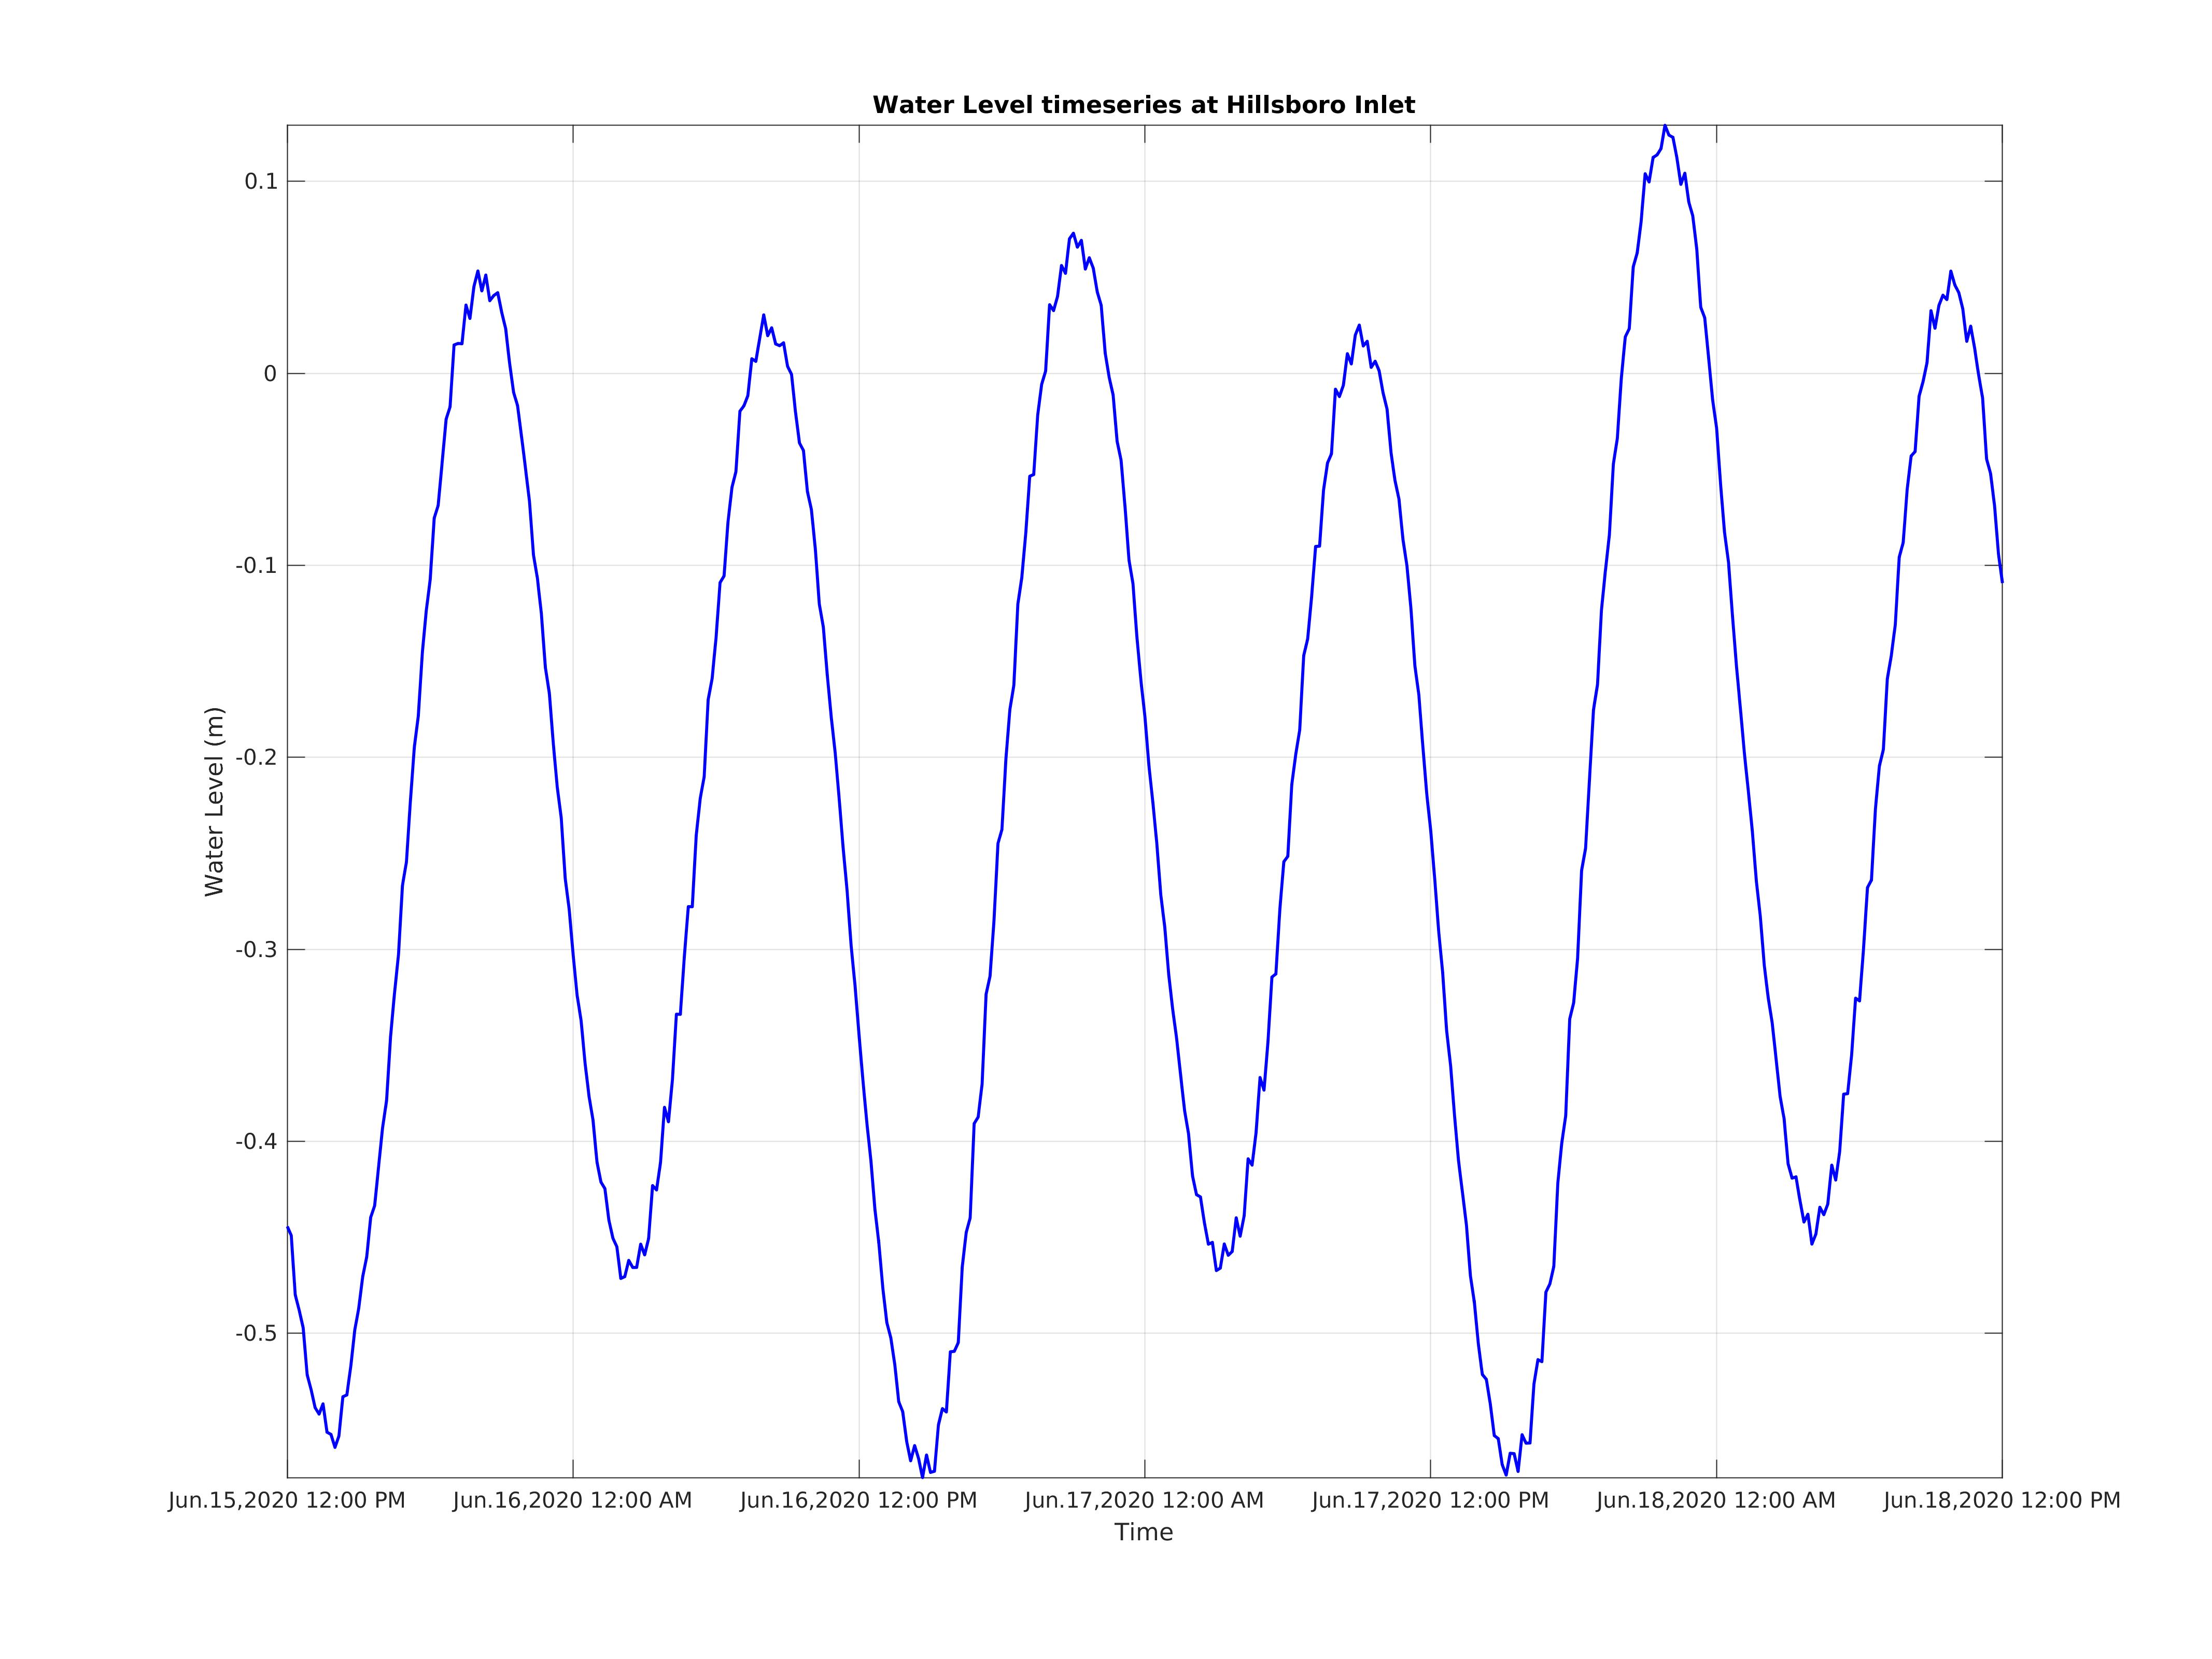 Water Level timeseries at Hillsboro Inlet
Water Level (m)
0.1
0
-0.1
-0.2
-0.3
-0.4
-0.5
Jun.15,2020 12:00 PM
Jun.16,2020 12:00 AM
Jun.16,2020 12:00 PM
Jun.17,2020 12:00 AM
Jun.17,2020 12:00 PM
Jun.18,2020 12:00 AM
Jun.18,2020 12:00 PM
Time